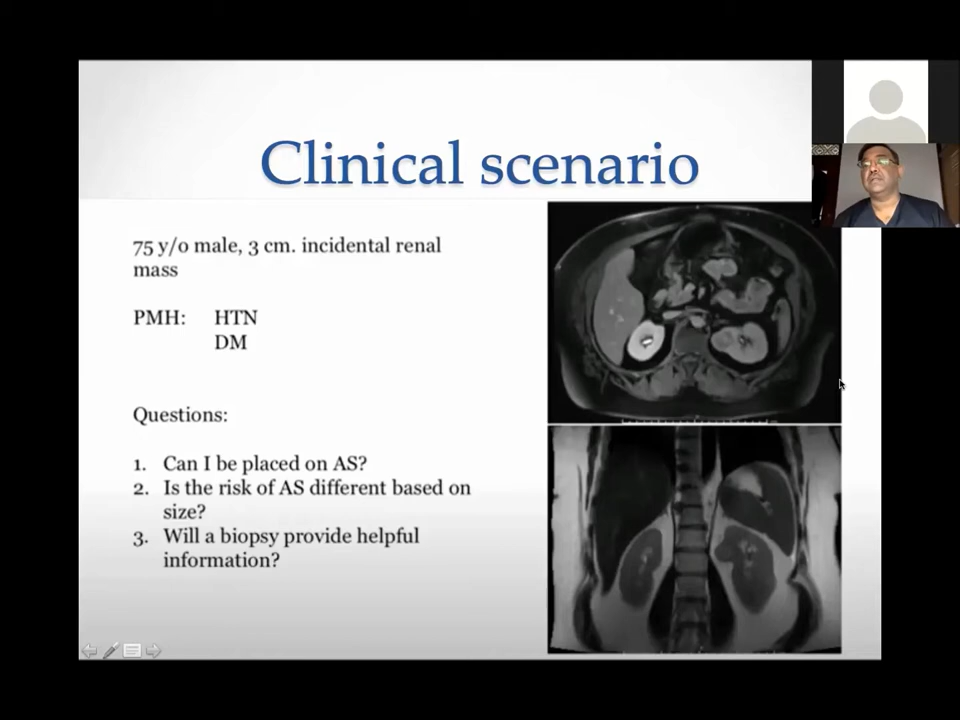 Clinical scenario
75 y/o male, 3 cm. incidental renal
mass
PMH: HTN
DM
Questions:
1. Can I be placed on AS?
2. Is the risk of AS different based on
size?
3. Will a biopsy provide helpful
information?